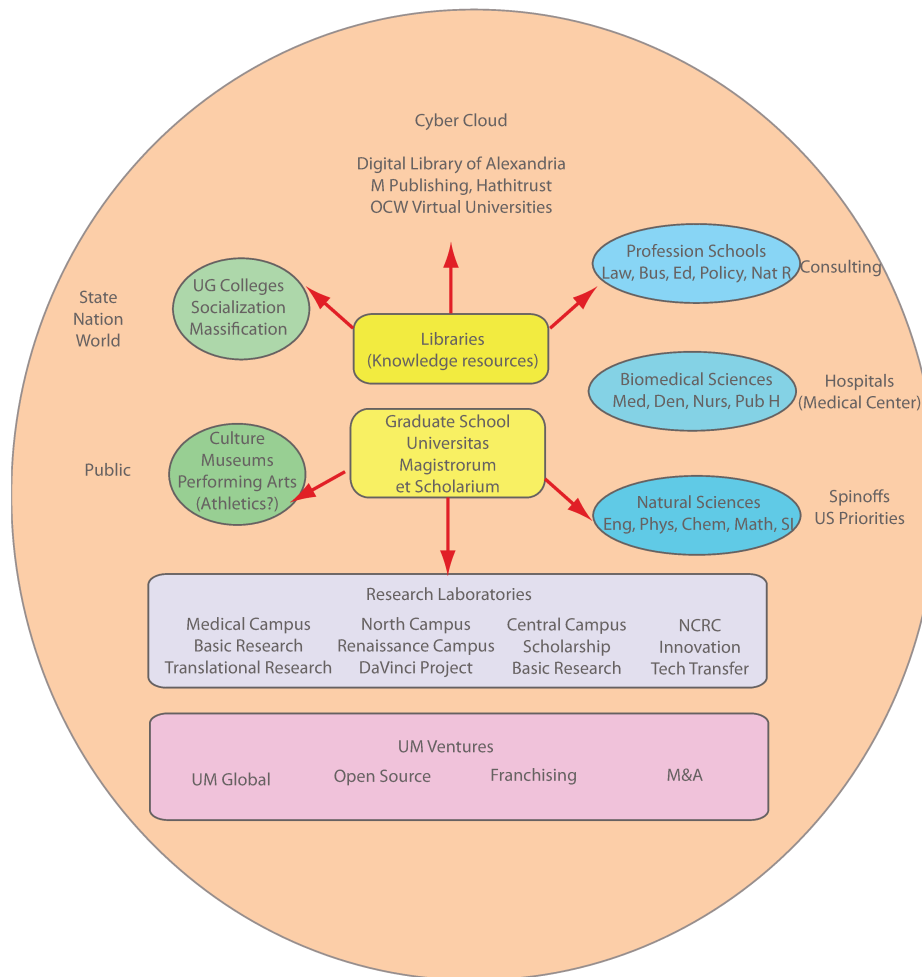 Cyber Cloud
Digital Library of Alexandria
M Publishing, Hathitrust
OCW Virtual Universities
Profession Schools
Law, Bus, Ed, Policy, Nat R
Consulting
UG Colleges
Socialization
Massification
State
Nation
World
Libraries
(Knowledge resources)
Biomedical Sciences
Med, Den, Nurs, Pub H
Hospitals
(Medical Center)
Graduate School
Universitas
Magistrorum
et Scholarium
Culture
Museums
Performing Arts
(Athletics?)
Public
Natural Sciences
Eng, Phys, Chem, Math, SI
Spinoffs
US Priorities
Research Laboratories
Medical Campus
Basic Research
Translational Research
North Campus
Renaissance Campus
DaVinci Project
Central Campus
Scholarship
Basic Research
NCRC
Innovation
Tech Transfer
UM Ventures
UM Global
Open Source
Franchising
M&A